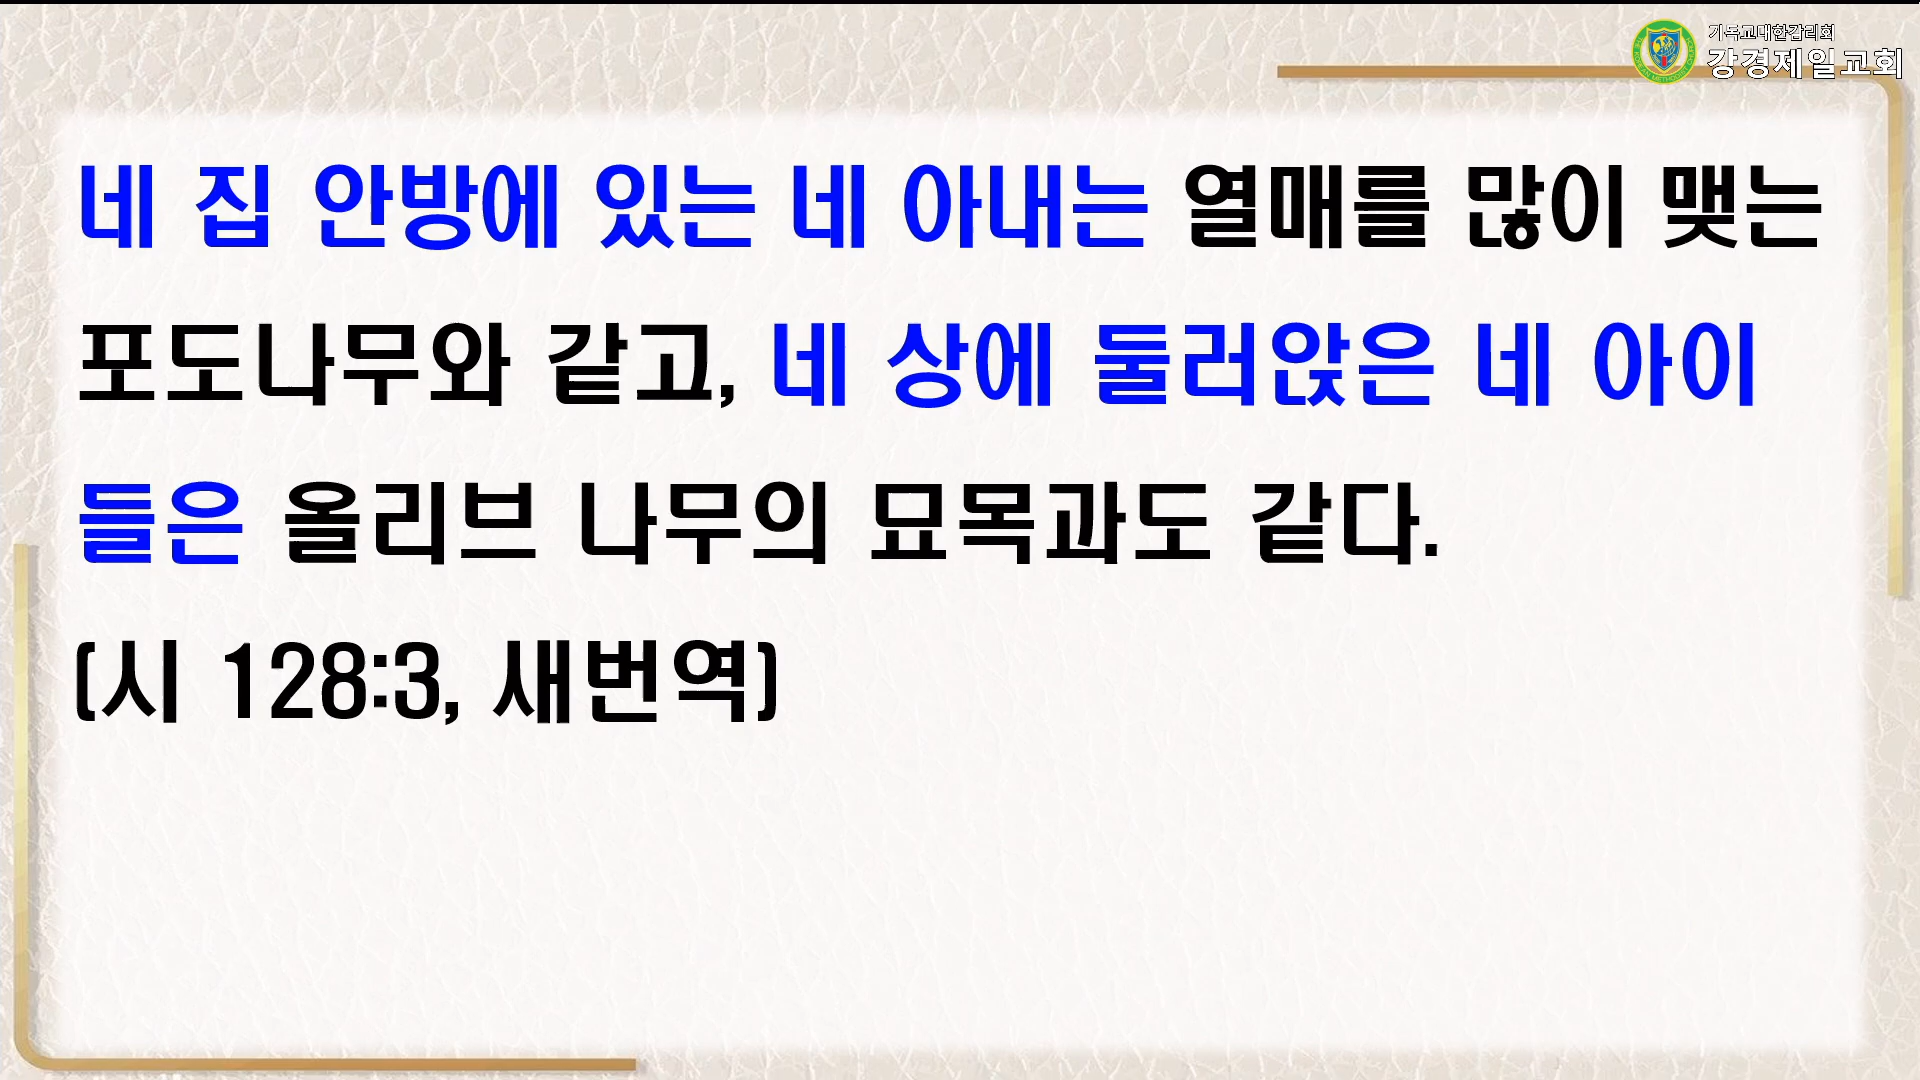 기독교대한감리회
강경제일교회
네 집 안방에 있는 네 아내는 열매를 많이 맺는
포도나무와 같고, 네 상에 둘러앉은 네 아이
들은 올리브 나무의 묘목과도 같다.
(시 128:3, 새번역)